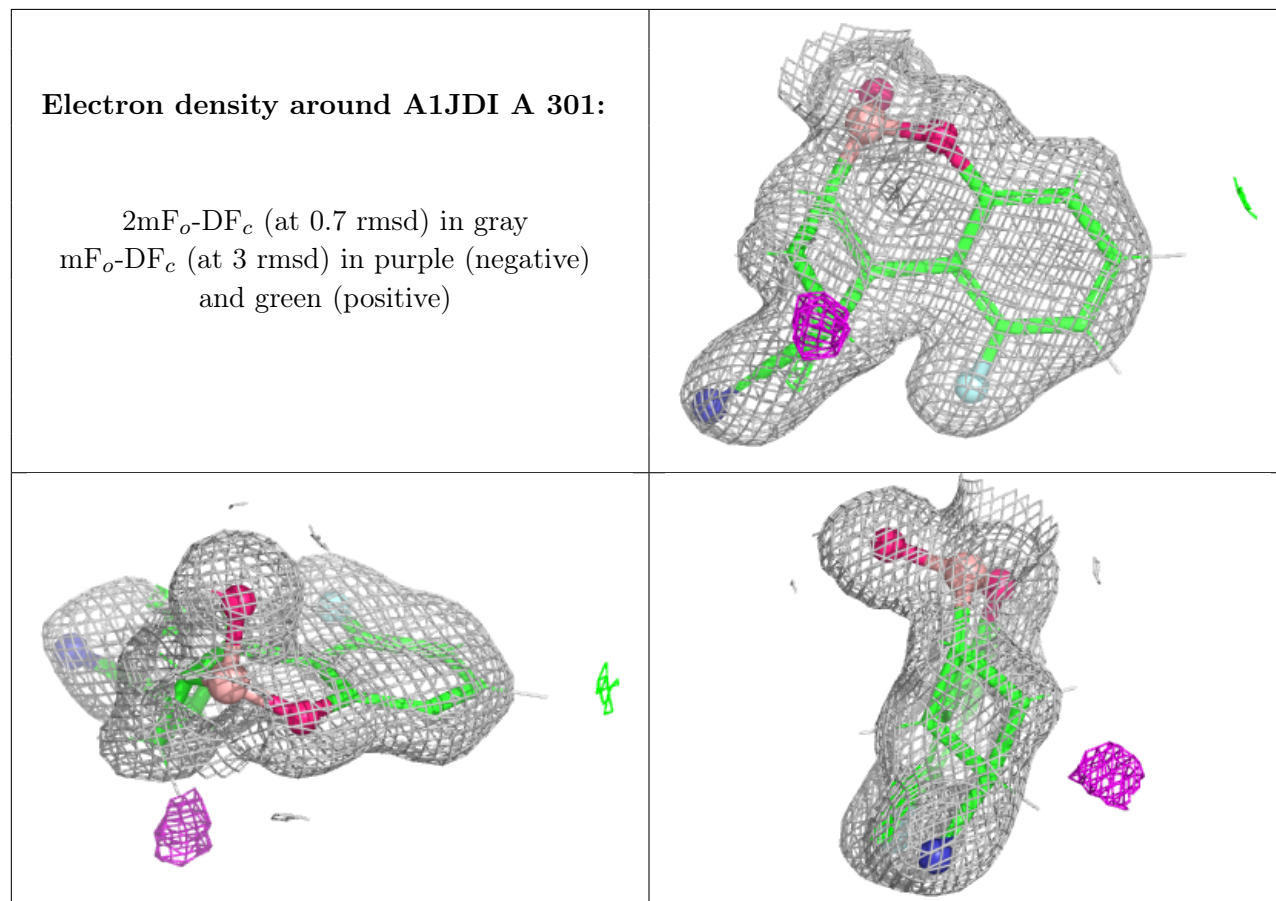 Electron density around A1JDI A 301:
2mFo-DFc (at 0.7 rmsd) in gray
mFo-DFc (at 3 rmsd) in purple (negative)
and green (positive)